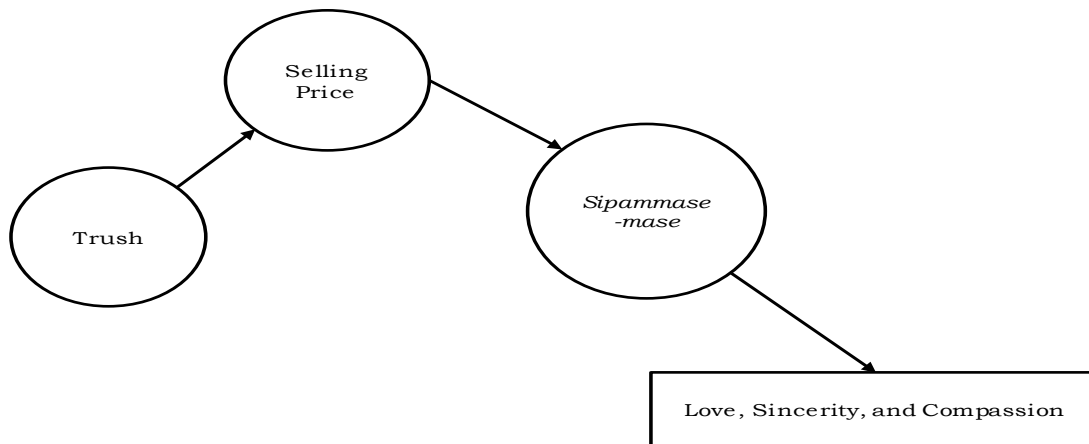 Selling
Price
Trush
Sipammase
-mase
Love, Sincerity, and Compassion